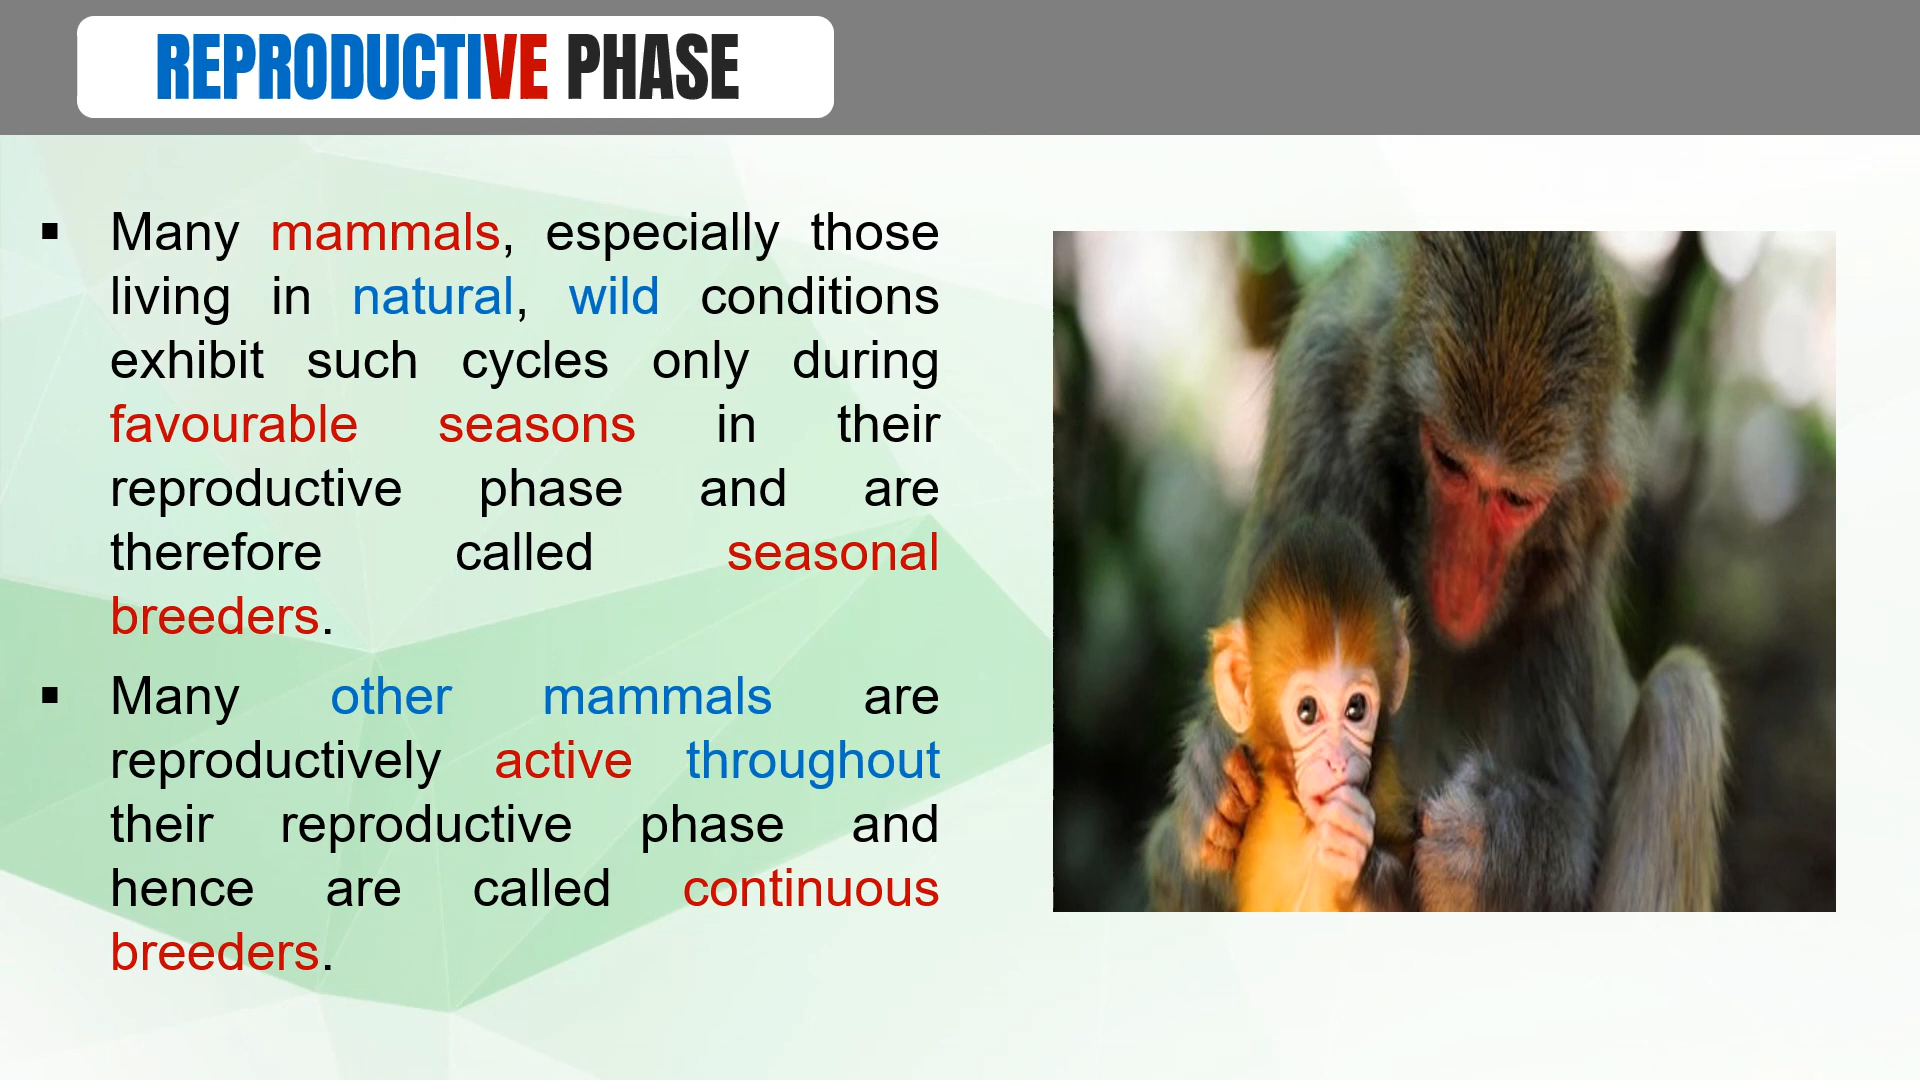 REPRODUCTIVE PHASE
▪ Many mammals, especially those
living in natural, wild conditions
exhibit such cycles only during
favourable seasons in their
reproductive phase and are
therefore called seasonal
breeders.
▪ Many other mammals are
reproductively active throughout
their reproductive phase and
hence are called continuous
breeders.